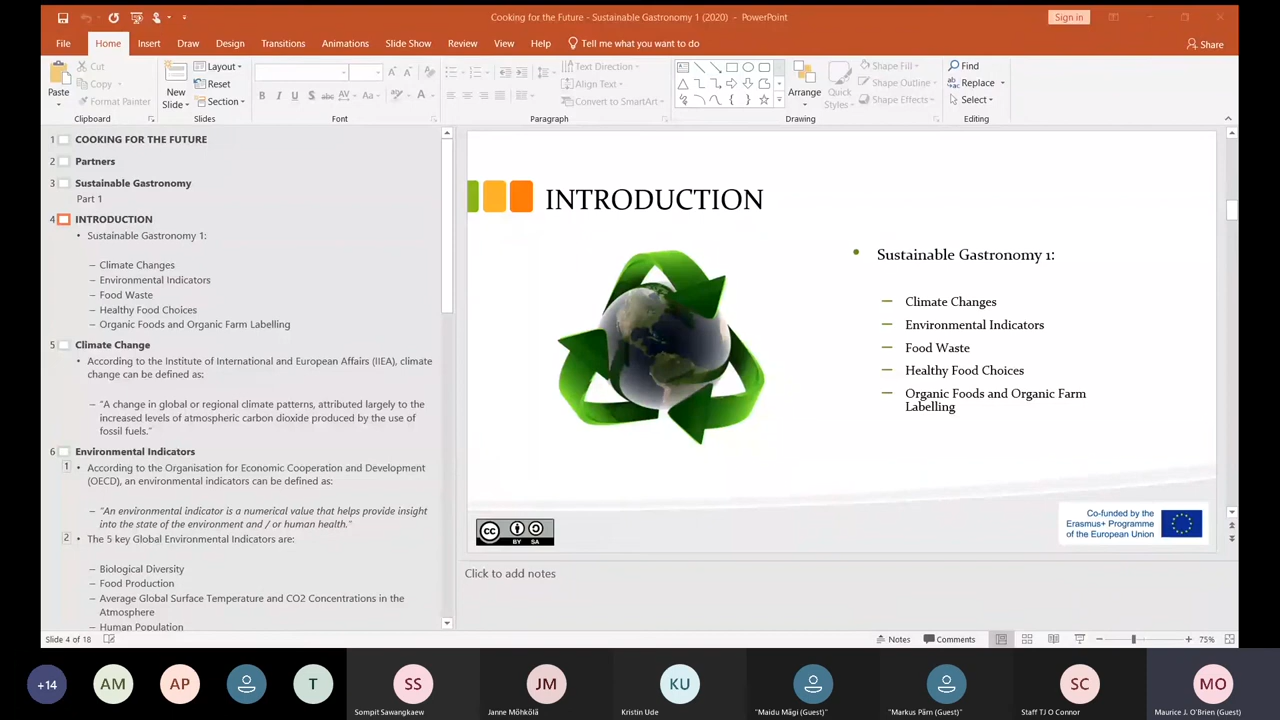 Cooking for the Future - Sustainable Gastronomy 1 (2020) - PowerPoint
Sign in
File Home Insert Draw Design Transitions Animations Slide Show Review View Help Tell me what you want to do
Share
Paste
Cut
Copy
Format Painter
Clipboard
New
Slide
Layout
Reset
Section
Slides
B I U S abc AV Aa A
Font
Text Direction
Align Text
Convert to SmartArt
Paragraph
Arrange
Quick
Styles
Shape Fill
Shape Outline
Shape Effects
Drawing
Find
Replace
Select
Editing
1 COOKING FOR THE FUTURE
2 Partners
3 Sustainable Gastronomy
Part 1
4 INTRODUCTION
• Sustainable Gastronomy 1:
– Climate Changes
– Environmental Indicators
– Food Waste
– Healthy Food Choices
– Organic Foods and Organic Farm Labelling
5 Climate Change
• According to the Institute of International and European Affairs (IIEA), climate
change can be defined as:
– “A change in global or regional climate patterns, attributed largely to the
increased levels of atmospheric carbon dioxide produced by the use of
fossil fuels.”
6 Environmental Indicators
1 • According to the Organisation for Economic Cooperation and Development
(OECD), an environmental indicators can be defined as:
– “An environmental indicator is a numerical value that helps provide insight
into the state of the environment and / or human health.”
2 • The 5 key Global Environmental Indicators are:
– Biological Diversity
– Food Production
– Average Global Surface Temperature and CO2 Concentrations in the
Atmosphere
– Human Population
INTRODUCTION
• Sustainable Gastronomy 1:
– Climate Changes
– Environmental Indicators
– Food Waste
– Healthy Food Choices
– Organic Foods and Organic Farm
Labelling
CC BY SA
Co-funded by the
Erasmus+ Programme
of the European Union
Click to add notes
Slide 4 of 18
Notes
Comments
75%
+14 AM AP T SS JM KU SC MO
Sompit Sawangkaew
Janne Mõhkölä
Kristin Ude
"Maidu Mägi (Guest)"
"Markus Pärn (Guest)"
Staff TJ O Connor
Maurice J. O'Brien (Guest)